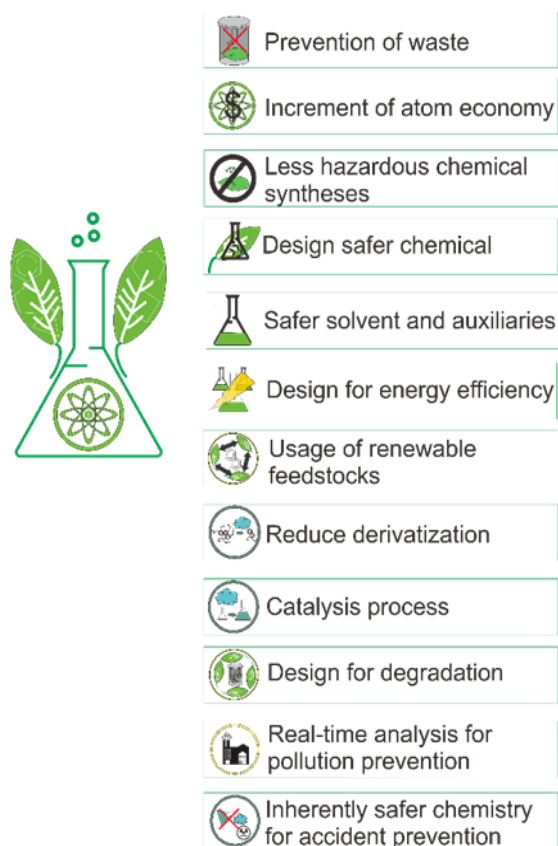 Prevention of waste
Increment of atom economy
Less hazardous chemical
syntheses
Design safer chemical
Safer solvent and auxiliaries
Design for energy efficiency
Usage of renewable
feedstocks
Reduce derivatization
Catalysis process
Design for degradation
Real-time analysis for
pollution prevention
Inherently safer chemistry
for accident prevention